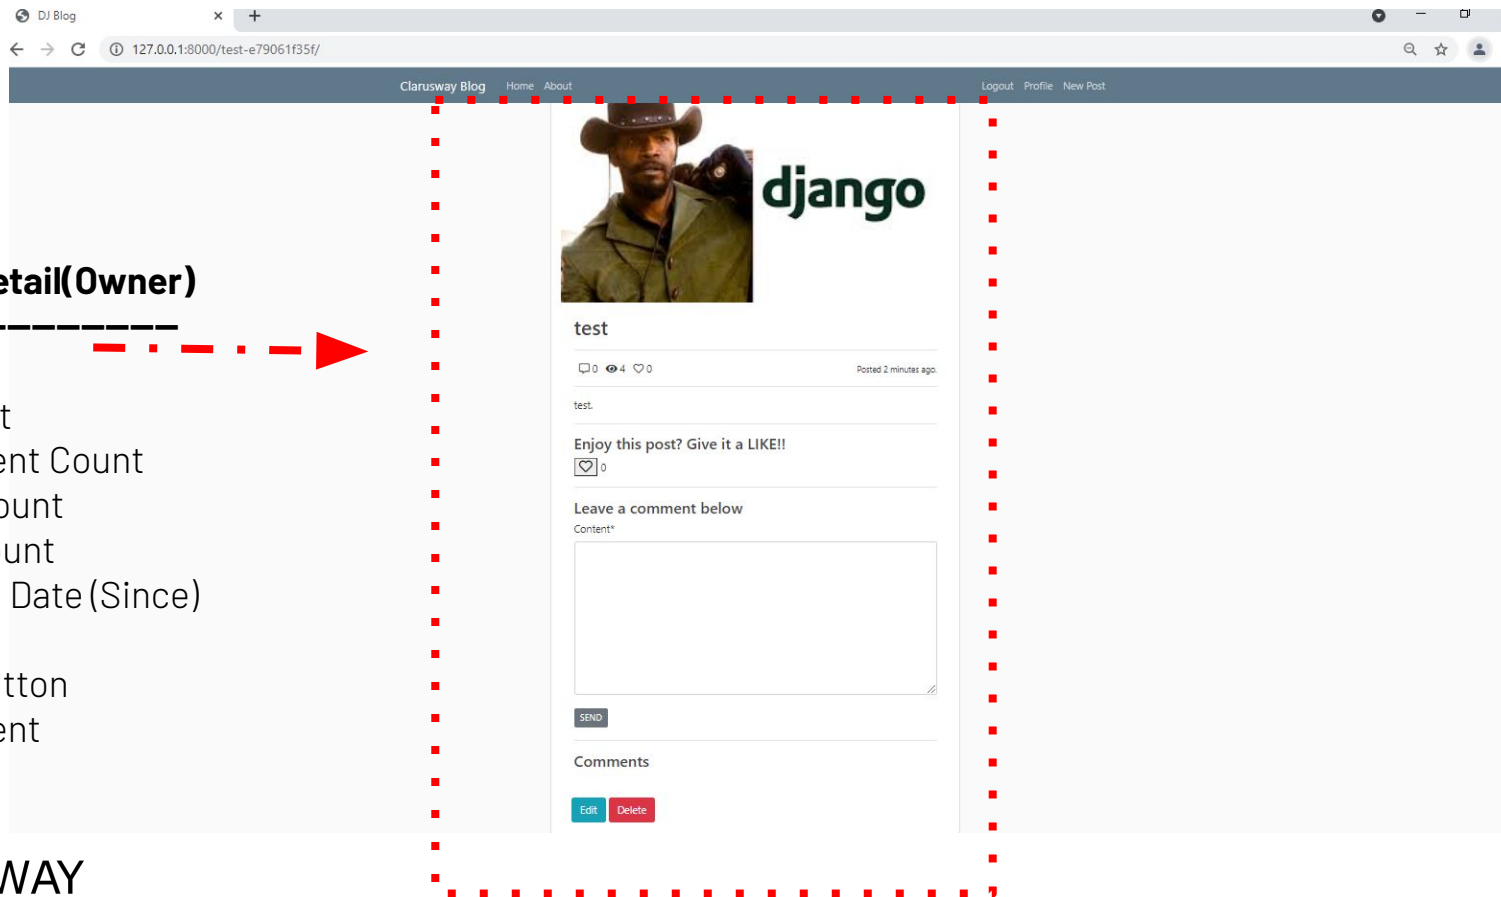 DJ Blog
127.0.0.1:8000/test-e79061f35f/
Clarusway Blog Home About Logout Profile New Post
django
etail(Owner)
test
0 4 0 Posted 2 minutes ago.
test.
t
ent Count
Enjoy this post? Give it a LIKE!!
0
ount
Leave a comment below
Content*
unt
Date (Since)
tton
ent
SEND
Comments
Edit Delete
WAY